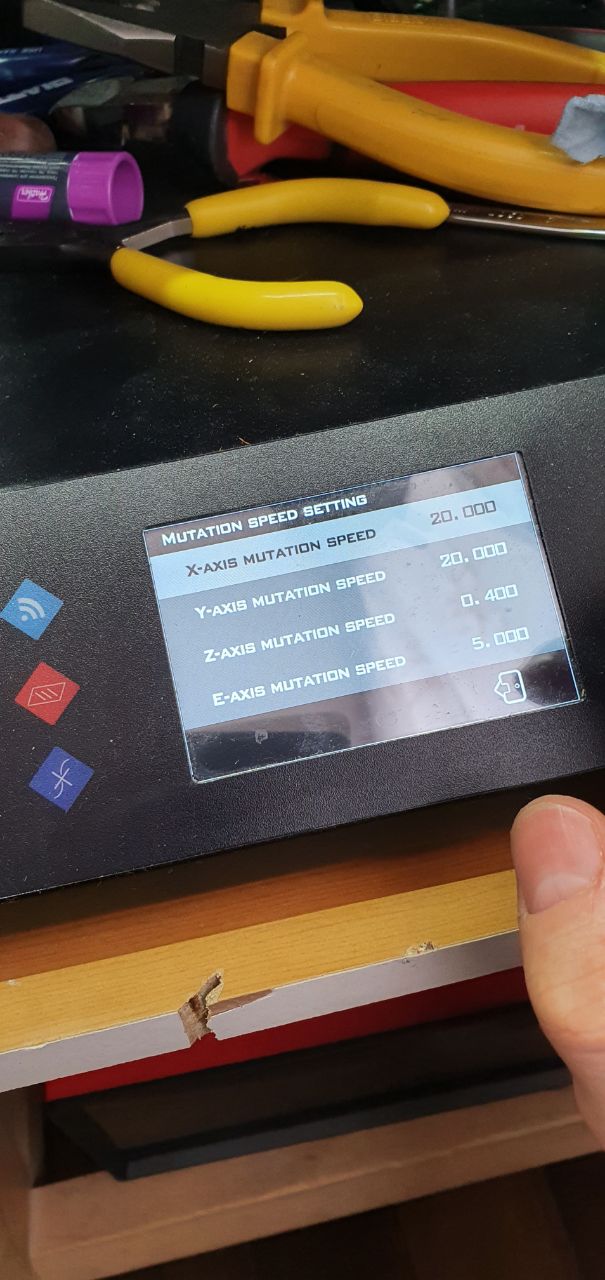 MUTATION SPEED SETTING
X-AXIS MUTATION SPEED 20.000
Y-AXIS MUTATION SPEED 20.000
Z-AXIS MUTATION SPEED 0.400
E-AXIS MUTATION SPEED 5.000